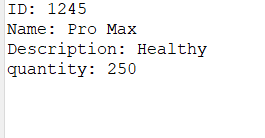 ID: 1245
Name: Pro Max
Description: Healthy
quantity: 250